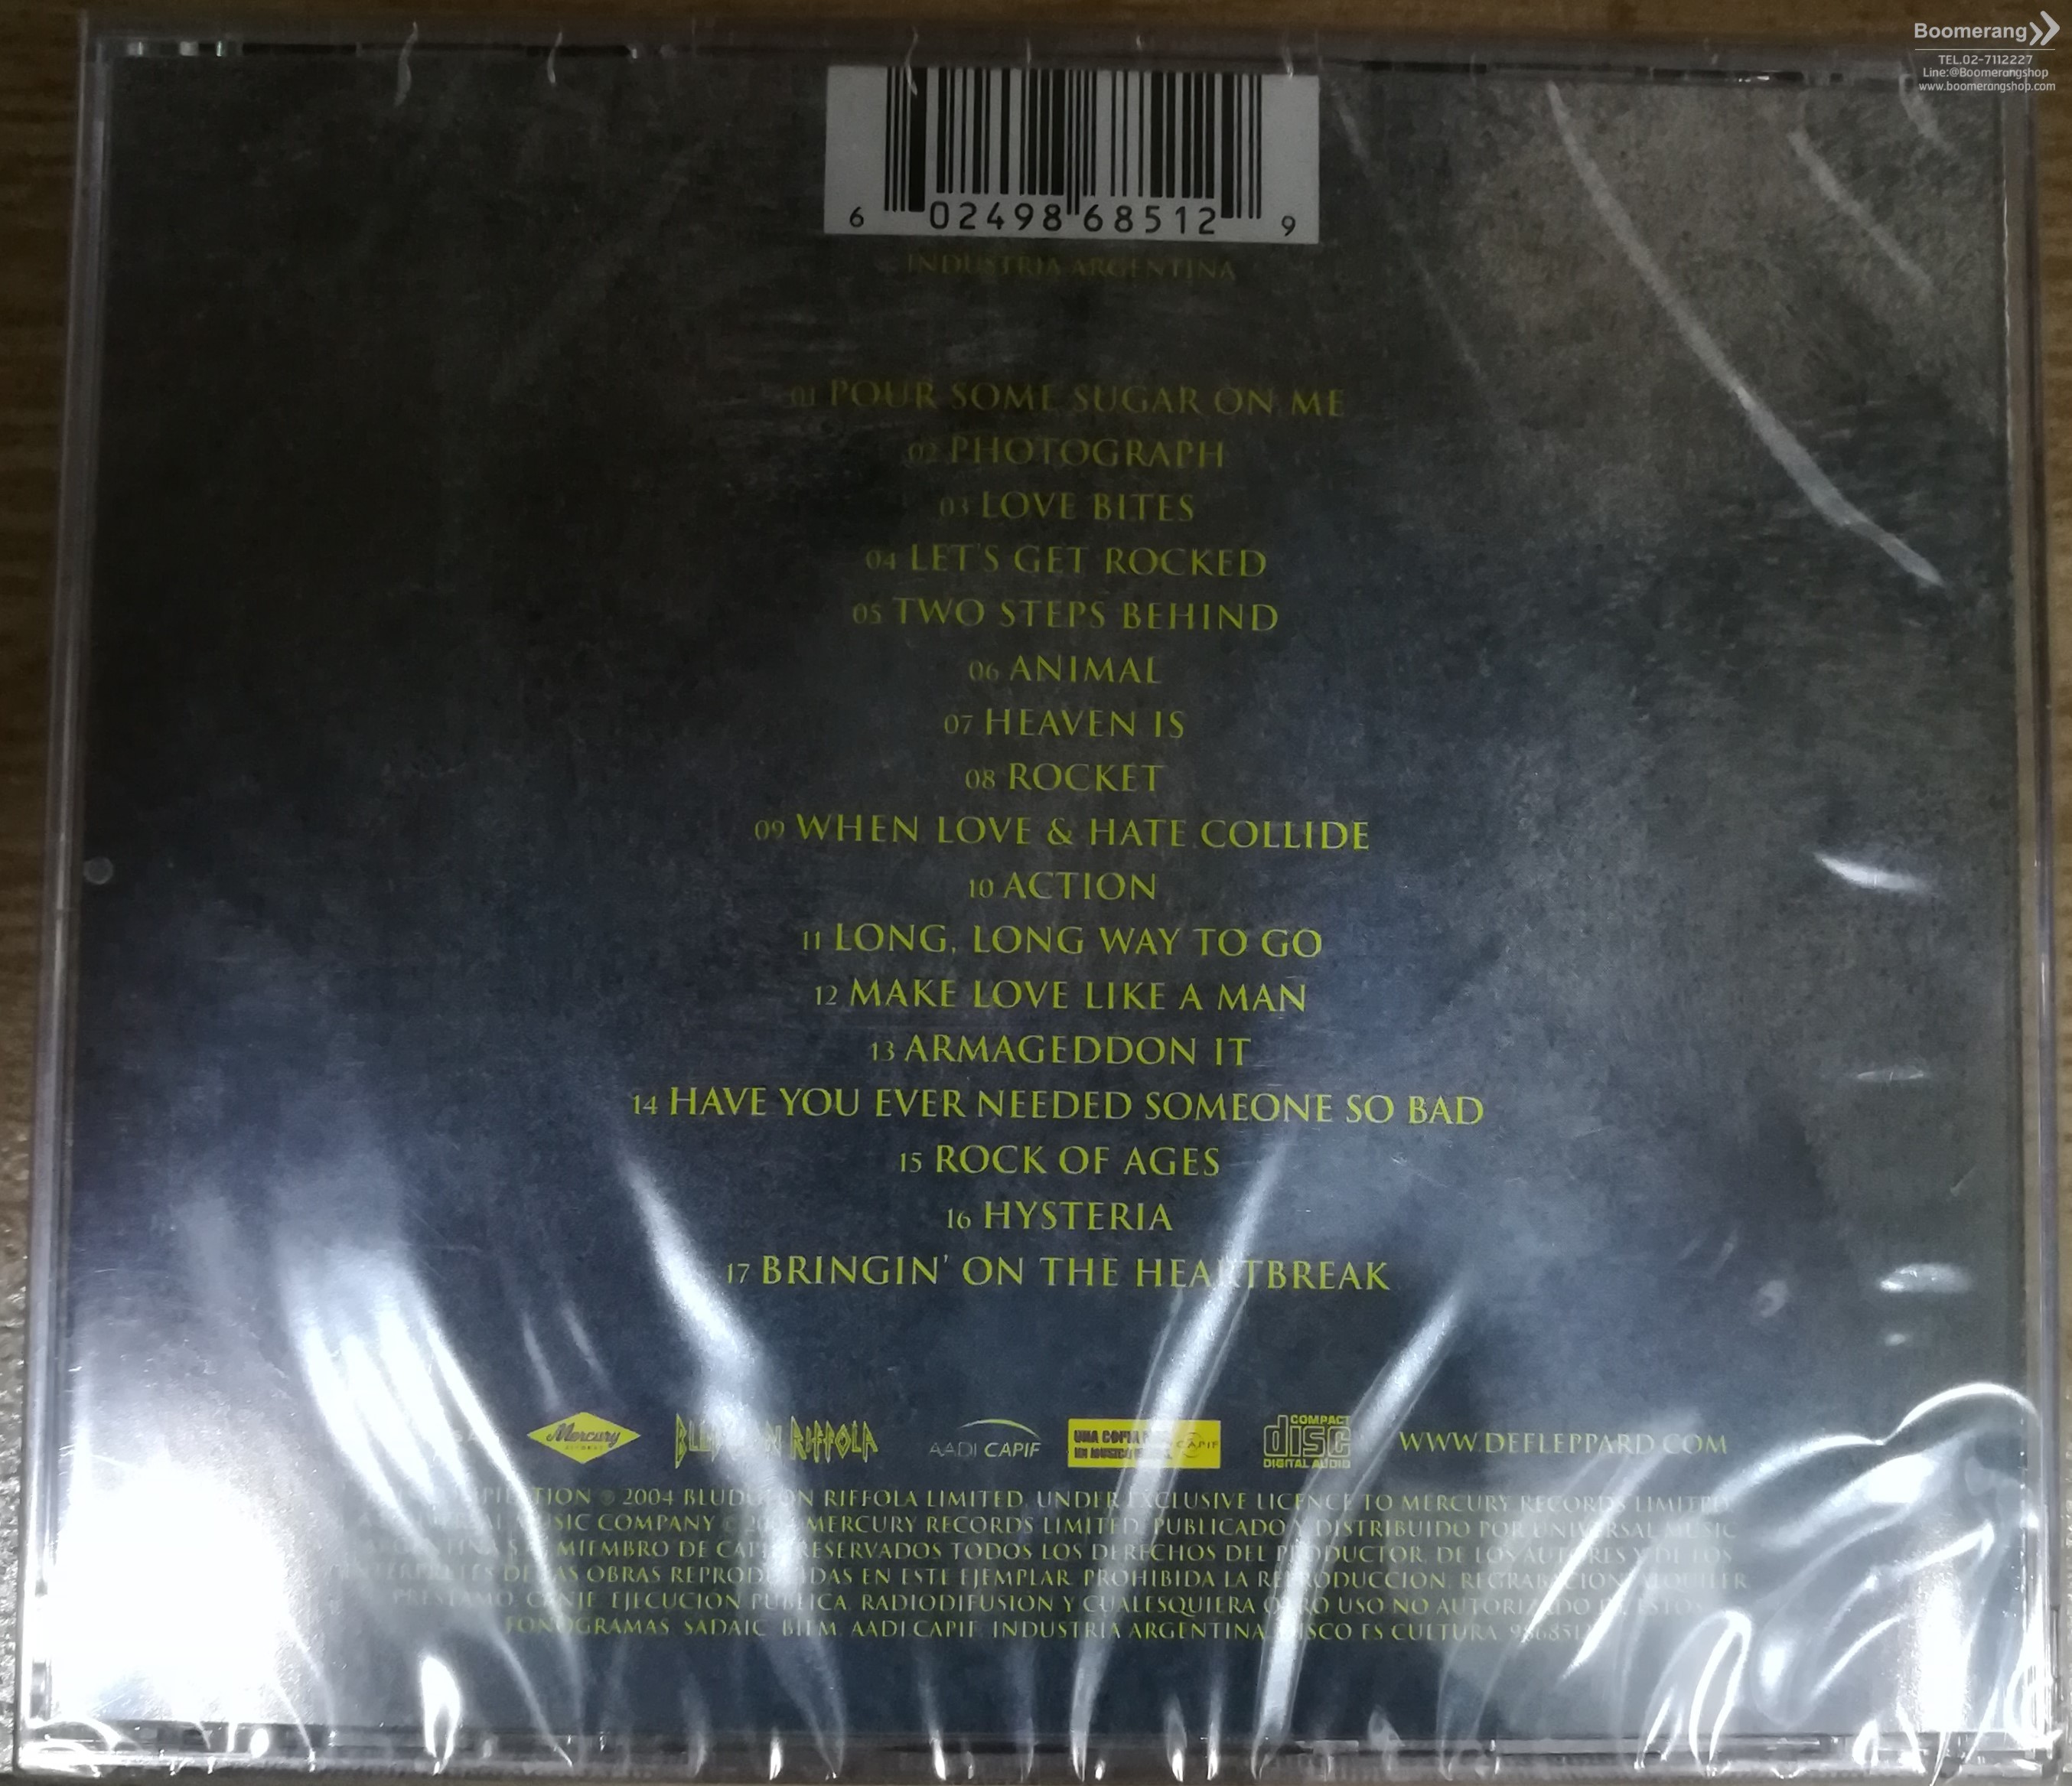 Boomerang
TEL.02-7112227
Line:@Boomerangshop
www.boomerangshop.com
6 02498 68512 9
INDUSTRIA ARGENTINA
01 POUR SOME SUGAR ON ME
02 PHOTOGRAPH
03 LOVE BITES
04 LET'S GET ROCKED
05 TWO STEPS BEHIND
06 ANIMAL
07 HEAVEN IS
08 ROCKET
09 WHEN LOVE & HATE COLLIDE
10 ACTION
11 LONG, LONG WAY TO GO
12 MAKE LOVE LIKE A MAN
13 ARMAGEDDON IT
14 HAVE YOU EVER NEEDED SOMEONE SO BAD
15 ROCK OF AGES
16 HYSTERIA
17 BRINGIN' ON THE HEARTBREAK
Mercury RECORDS RIFFOLA AADI CAPIF UNA COPIA CAPIF COMPACT disc DIGITAL AUDIO WWW.DEFLEPPARD.COM
2004 RIFFOLA LIMITED, UNDER EXCLUSIVE LICENCE TO MERCURY RECORDS LIMITED
MUSIC COMPANY MERCURY RECORDS LIMITED. PUBLICADO Y DISTRIBUIDO POR UNIVERSAL MUSIC
ARGENTINA MIEMBRO DE RESERVADOS TODOS LOS DERECHOS DEL PRODUCTOR, DE LOS AUTORES Y DE LOS
OBRAS REPRODUCIDAS EN ESTE EJEMPLAR. PROHIBIDA LA REPRODUCCION, REGRABACION, ALQUILER,
PRESTAMO, CANJE, EJECUCION PUBLICA, RADIODIFUSION Y CUALESQUIERA OTRO USO NO AUTORIZADO DE ESTOS
FONOGRAMAS. SADAIC BIEM. AADI CAPIF. INDUSTRIA ARGENTINA. DISCO ES CULTURA.